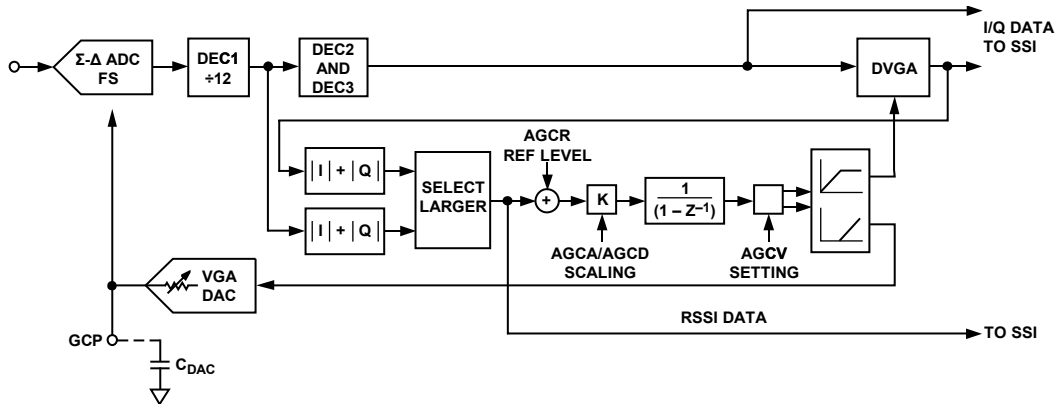 Σ-Δ ADC
FS
DEC1
÷12
DEC2
AND
DEC3
DVGA
I/Q DATA
TO SSI
|I| + |Q|
|I| + |Q|
SELECT
LARGER
AGCR
REF LEVEL
+
K
AGCA/AGCD
SCALING
1
(1 – Z–1)
AGCV
SETTING
VGA
DAC
GCP
CDAC
RSSI DATA
TO SSI